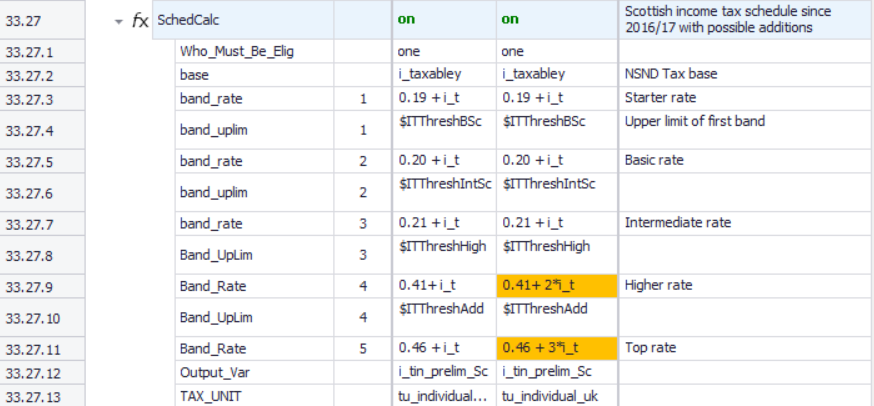 33.27 fx SchedCalc on on Scottish income tax schedule since
2016/17 with possible additions
33.27.1 Who_Must_Be_Elig one one
33.27.2 base i_taxabley i_taxabley NSND Tax base
33.27.3 band_rate 1 0.19 +i_t 0.19 +i_t Starter rate
33.27.4 band_uplim 1 $ITThreshBSc $ITThreshBSc Upper limit of first band
33.27.5 band_rate 2 0.20 +i_t 0.20 +i_t Basic rate
33.27.6 band_uplim 2 $ITThreshIntSc $ITThreshIntSc
33.27.7 band_rate 3 0.21 +i_t 0.21 +i_t Intermediate rate
33.27.8 Band_UpLim 3 $ITThreshHigh $ITThreshHigh
33.27.9 Band_Rate 4 0.41+i_t 0.41+ 2*i_t Higher rate
33.27.10 Band_UpLim 4 $ITThreshAdd $ITThreshAdd
33.27.11 Band_Rate 5 0.46 +i_t 0.46 + 3*i_t Top rate
33.27.12 Output_Var i_tin_prelim_Sc i_tin_prelim_Sc
33.27.13 TAX_UNIT tu_individual... tu_individual_uk